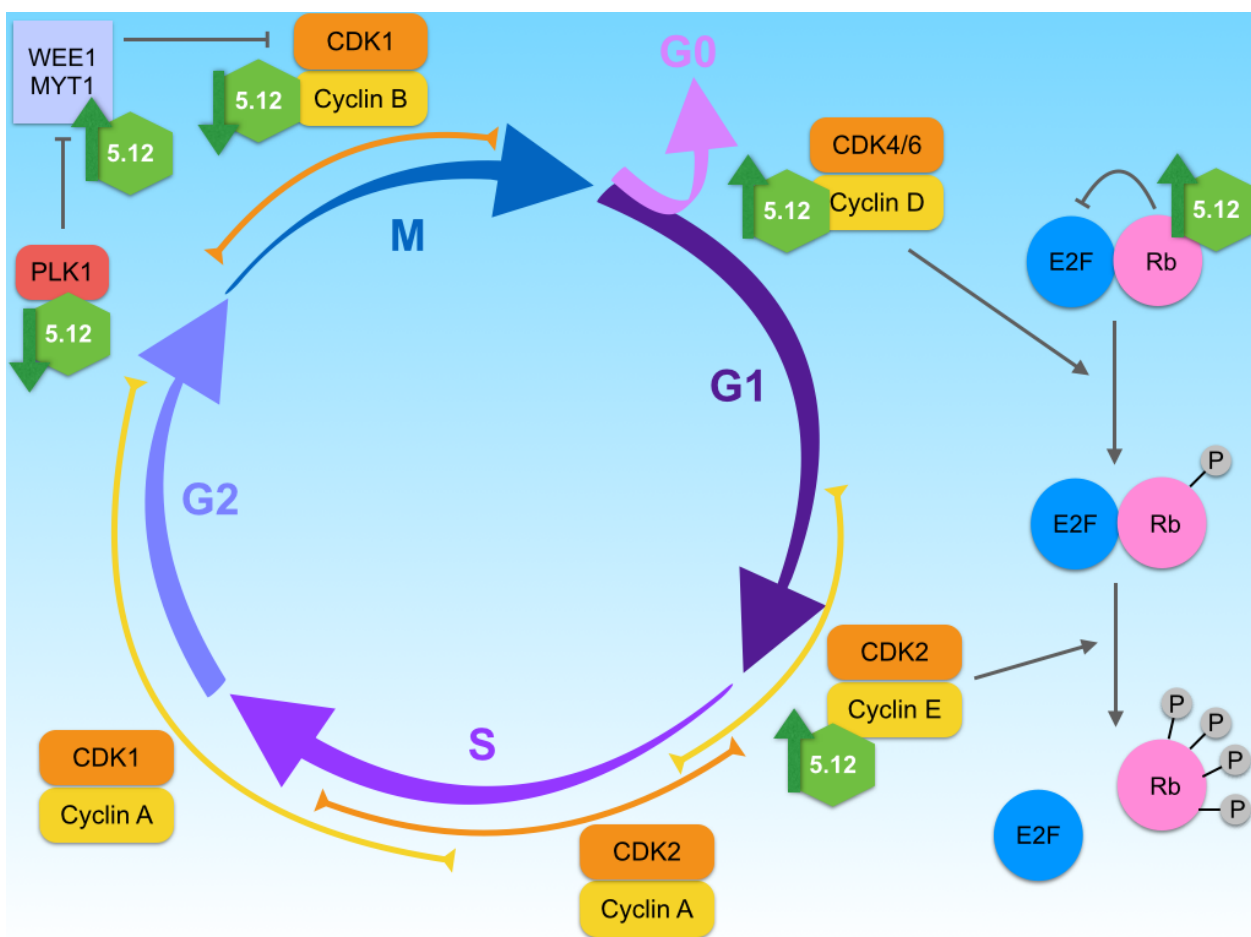 WEE1
MYT1
5.12
CDK1
Cyclin B
5.12
G0
CDK4/6
Cyclin D
5.12
5.12
E2F
Rb
PLK1
5.12
M
G1
G2
S
P
E2F
Rb
CDK2
Cyclin E
5.12
CDK1
Cyclin A
CDK2
Cyclin A
P
P
P
P
Rb
E2F